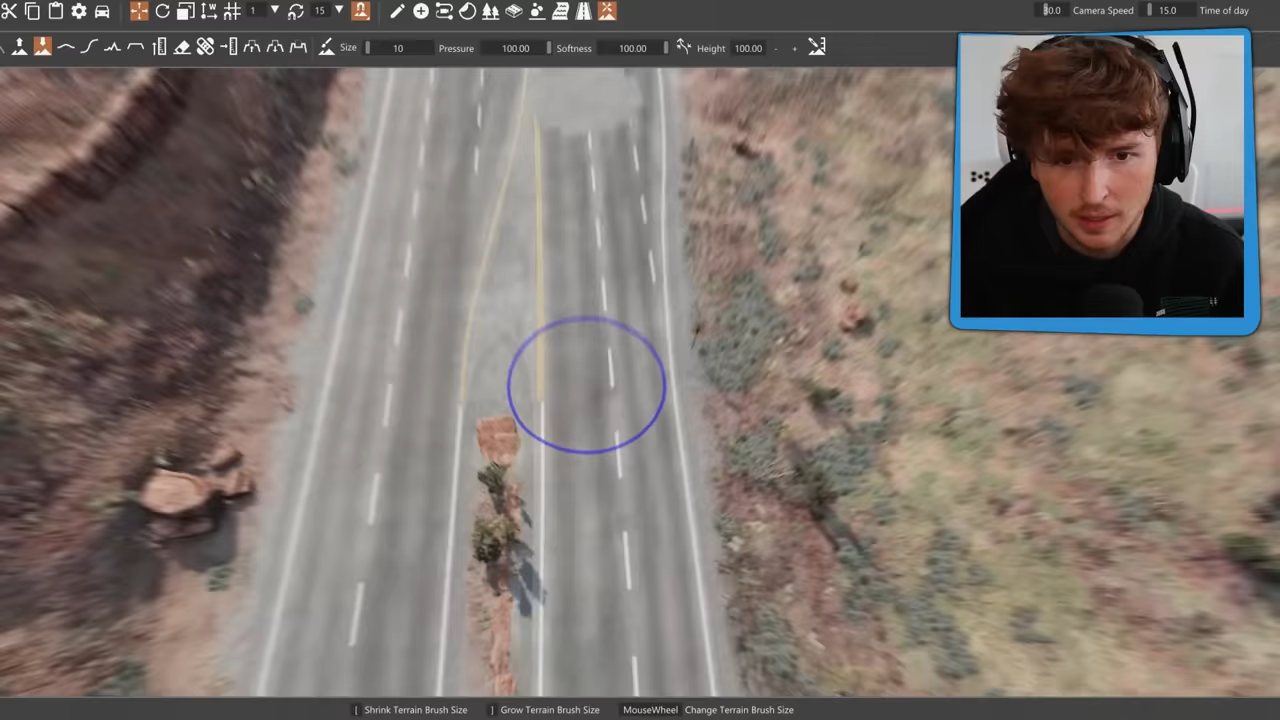 1 15 80.0 Camera Speed 15.0 Time of day
Size 10 Pressure 100.00 Softness 100.00 Height 100.00 - +
[ Shrink Terrain Brush Size ] Grow Terrain Brush Size MouseWheel Change Terrain Brush Size